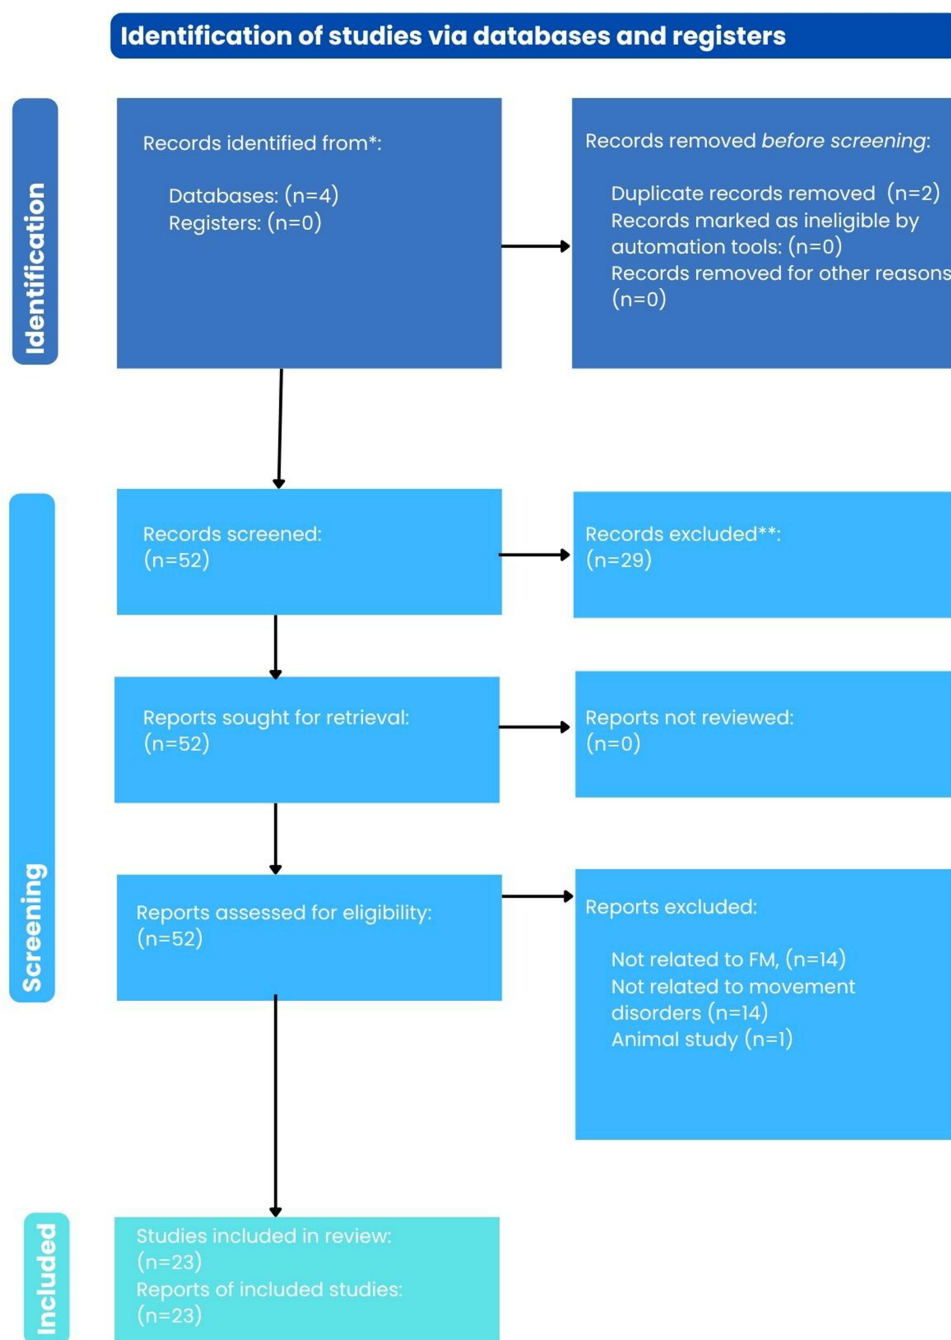 Identification of studies via databases and registers
Identification
Records identified from*:
Databases: (n=4)
Registers: (n=0)
Records removed before screening:
Duplicate records removed (n=2)
Records marked as ineligible by
automation tools: (n=0)
Records removed for other reasons
(n=0)
Screening
Records screened:
(n=52)
Records excluded**:
(n=29)
Reports sought for retrieval:
(n=52)
Reports not reviewed:
(n=0)
Reports assessed for eligibility:
(n=52)
Reports excluded:
Not related to FM, (n=14)
Not related to movement
disorders (n=14)
Animal study (n=1)
Included
Studies included in review:
(n=23)
Reports of included studies:
(n=23)